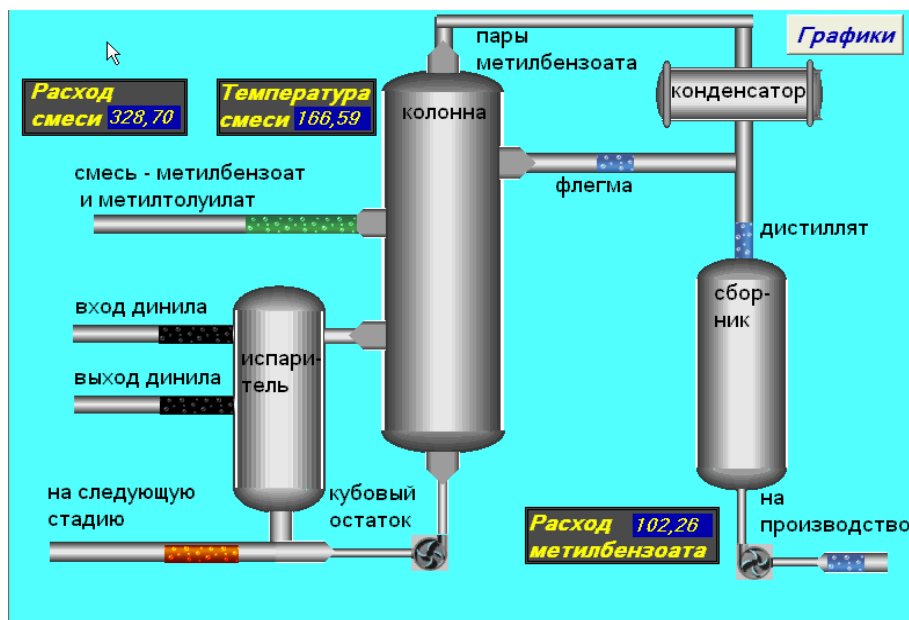 Графики
пары
метилбензоата
Расход
смеси 328,70
Температура
смеси 166,59
колонна
конденсатор
смесь - метилбензоат
и метилтолуилат
флегма
дистиллят
вход динила
сбор-
ник
испари-
тель
выход динила
на следующую
стадию
кубовый
остаток
Расход 102,26
метилбензоата
на
производство